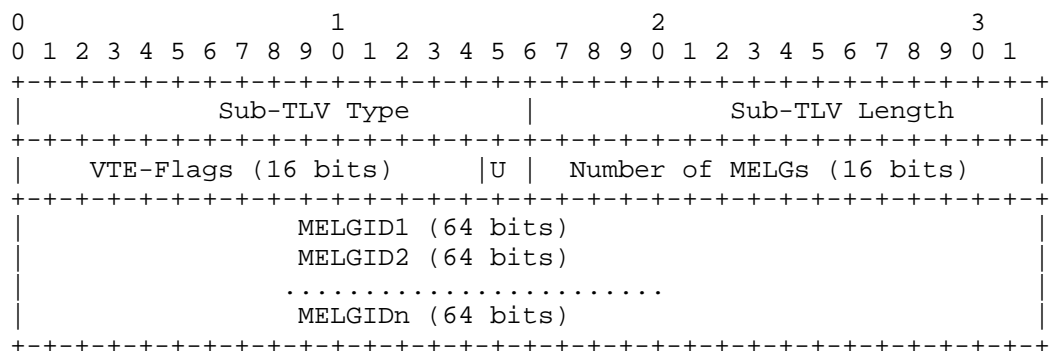 0                   1                   2                   3
0 1 2 3 4 5 6 7 8 9 0 1 2 3 4 5 6 7 8 9 0 1 2 3 4 5 6 7 8 9 0 1
+-+-+-+-+-+-+-+-+-+-+-+-+-+-+-+-+-+-+-+-+-+-+-+-+-+-+-+-+-+-+-+-+
|            Sub-TLV Type       |            Sub-TLV Length     |
+-+-+-+-+-+-+-+-+-+-+-+-+-+-+-+-+-+-+-+-+-+-+-+-+-+-+-+-+-+-+-+-+
|    VTE-Flags (16 bits)     |U |  Number of MELGs (16 bits)    |
+-+-+-+-+-+-+-+-+-+-+-+-+-+-+-+-+-+-+-+-+-+-+-+-+-+-+-+-+-+-+-+-+
|                 MELGID1 (64 bits)                             |
|                 MELGID2 (64 bits)                             |
|                ........................                       |
|                 MELGIDn (64 bits)                             |
+-+-+-+-+-+-+-+-+-+-+-+-+-+-+-+-+-+-+-+-+-+-+-+-+-+-+-+-+-+-+-+-+